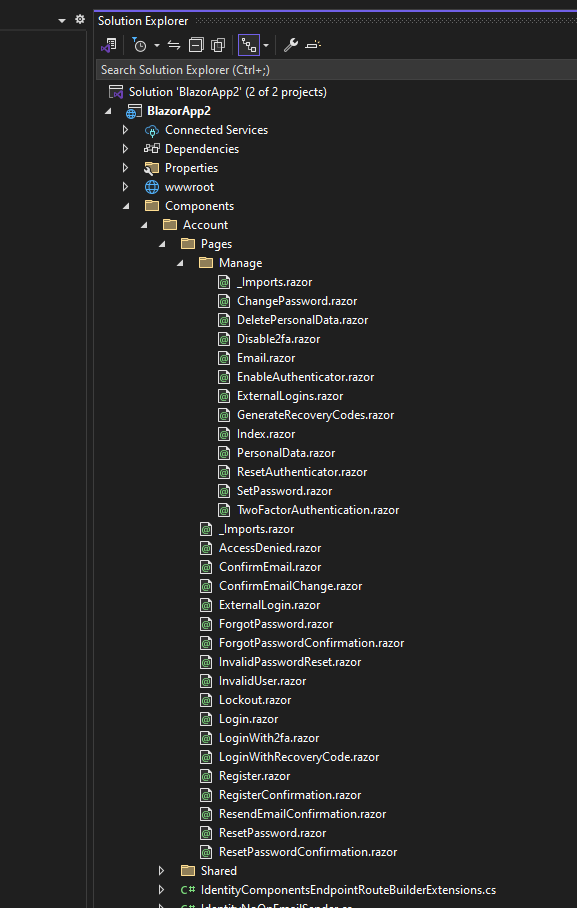 Solution Explorer
Search Solution Explorer (Ctrl+;)
Solution 'BlazorApp2' (2 of 2 projects)
BlazorApp2
Connected Services
Dependencies
Properties
wwwroot
Components
Account
Pages
Manage
_Imports.razor
ChangePassword.razor
DeletePersonalData.razor
Disable2fa.razor
Email.razor
EnableAuthenticator.razor
ExternalLogins.razor
GenerateRecoveryCodes.razor
Index.razor
PersonalData.razor
ResetAuthenticator.razor
SetPassword.razor
TwoFactorAuthentication.razor
_Imports.razor
AccessDenied.razor
ConfirmEmail.razor
ConfirmEmailChange.razor
ExternalLogin.razor
ForgotPassword.razor
ForgotPasswordConfirmation.razor
InvalidPasswordReset.razor
InvalidUser.razor
Lockout.razor
Login.razor
LoginWith2fa.razor
LoginWithRecoveryCode.razor
Register.razor
RegisterConfirmation.razor
ResendEmailConfirmation.razor
ResetPassword.razor
ResetPasswordConfirmation.razor
Shared
C# IdentityComponentsEndpointRouteBuilderExtensions.cs
C# IdentityNoOpEmailSender.cs